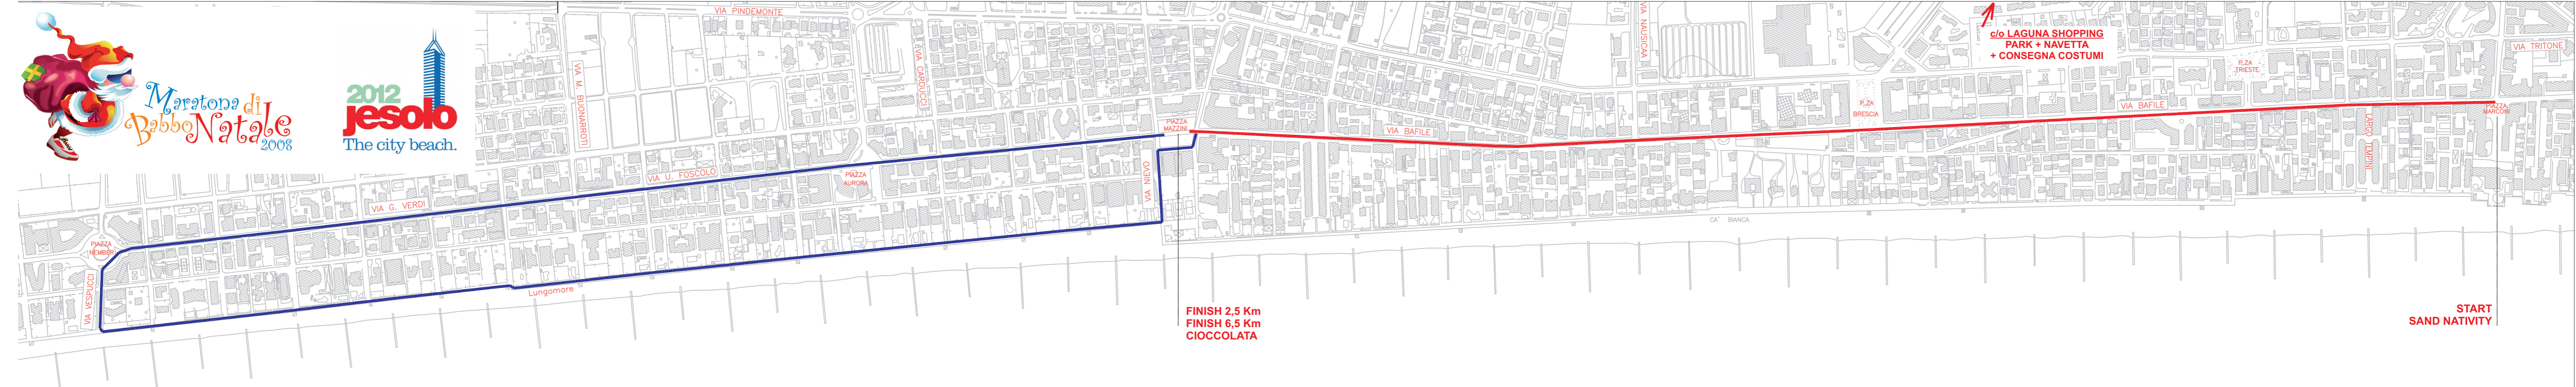 VIA PINDEMONTE
VIA NAUSICAA
c/o LAGUNA SHOPPING
PARK + NAVETTA
+ CONSEGNA COSTUMI
VIA TRITONE
P.ZA
TRIESTE
Maratona di
Babbo Natale
2008
2012
jesolo
The city beach.
VIA M. BUONARROTI
VIA CARDUCCI
PIAZZA
MAZZINI
VIA BAFILE
P.ZA
BRESCIA
VIA BAFILE
PIAZZA
MARCONI
LARGO TEMPINI
VIA G. VERDI
VIA U. FOSCOLO
PIAZZA
AURORA
VIA NIEVO
CA' BIANCA
PIAZZA
NEMBER
VIA VESPUCCI
Lungomare
FINISH 2,5 Km
FINISH 6,5 Km
CIOCCOLATA
START
SAND NATIVITY